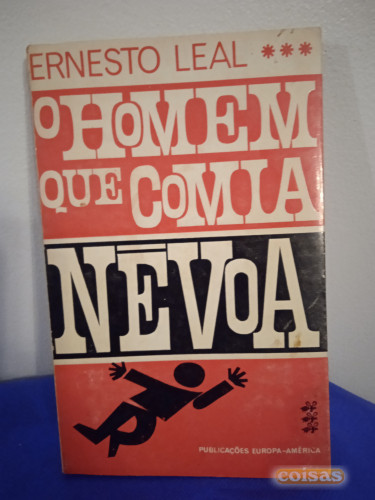 ERNESTO LEAL ***
O HOMEM
QUE COMIA
NÉVOA
PUBLICAÇÕES EUROPA-AMÉRICA
coisas